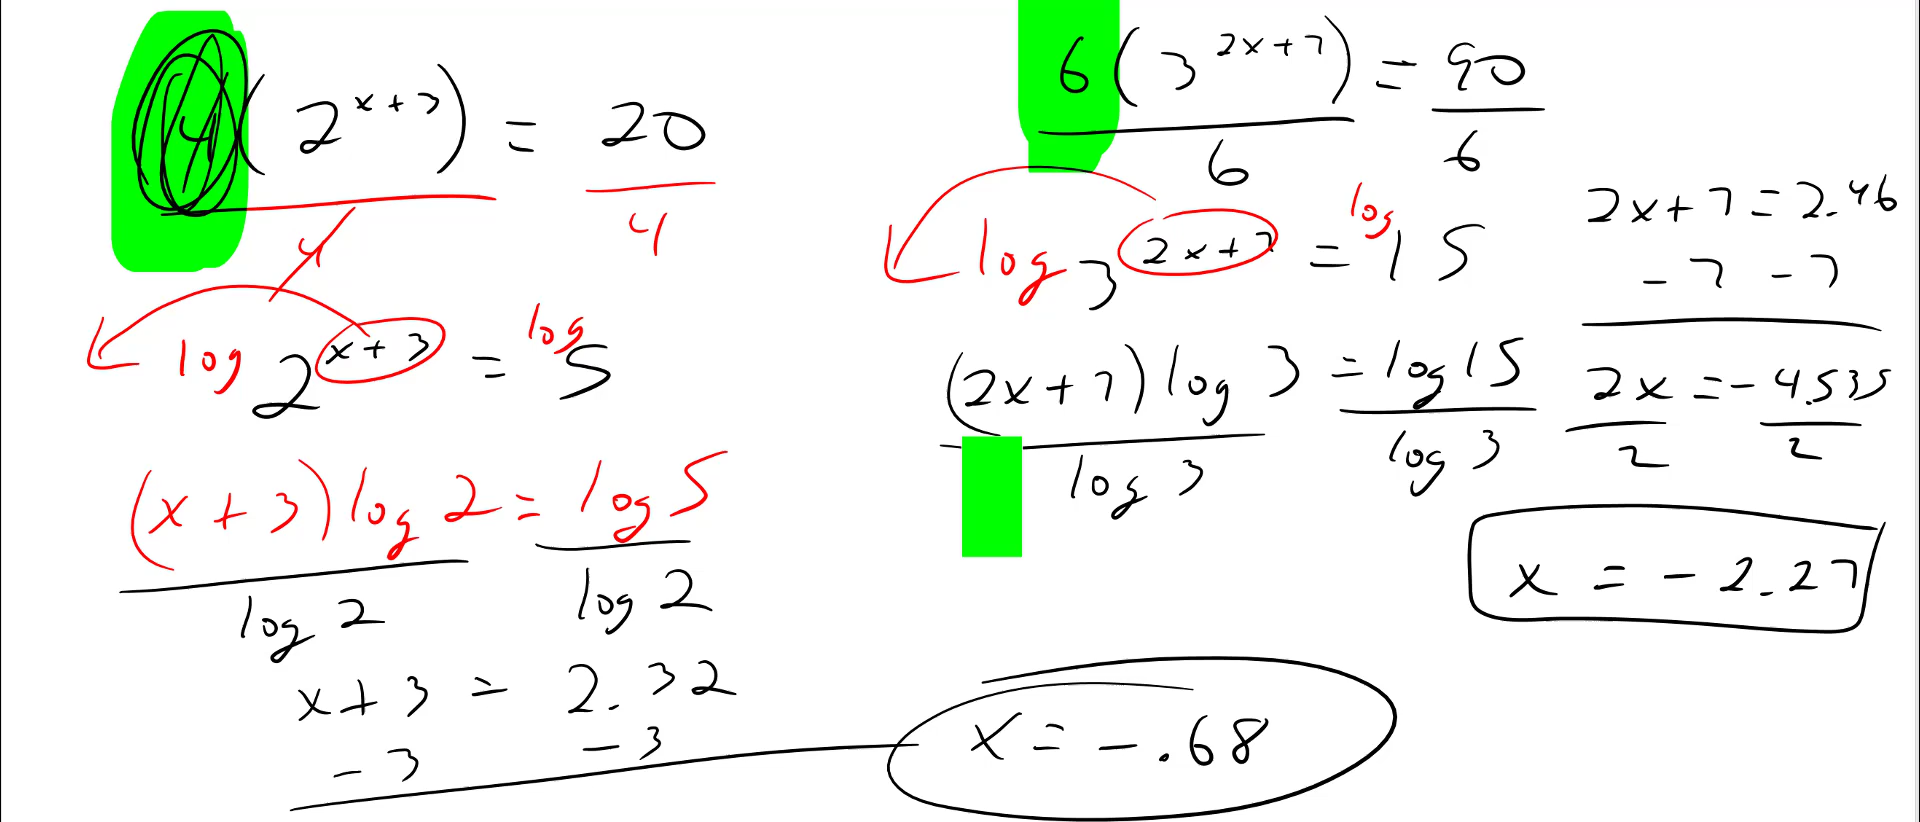 4(2^{x+3}) = 20
4 4
log 2^{x+3} = log 5
(x+3) log 2 = log 5
log 2 log 2
x+3 = 2.32
-3 -3
x = -.68
6(3^{2x+7}) = 90
6 6
log 3^{2x+7} = log 15
(2x+7) log 3 = log 15
log 3 log 3
2x+7 = 2.46
-7 -7
2x = -4.535
2 2
x = -2.27